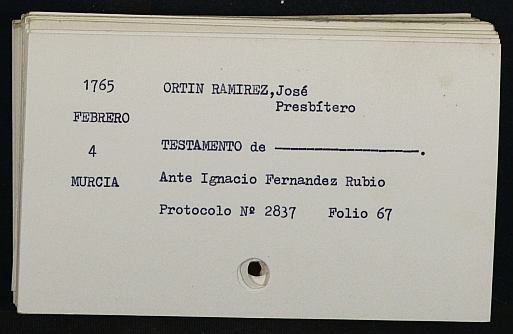 1765 ORTIN RAMIREZ,José
Presbítero
FEBRERO
4 TESTAMENTO de ————————————.
MURCIA Ante Ignacio Fernandez Rubio
Protocolo Nº 2837 Folio 67